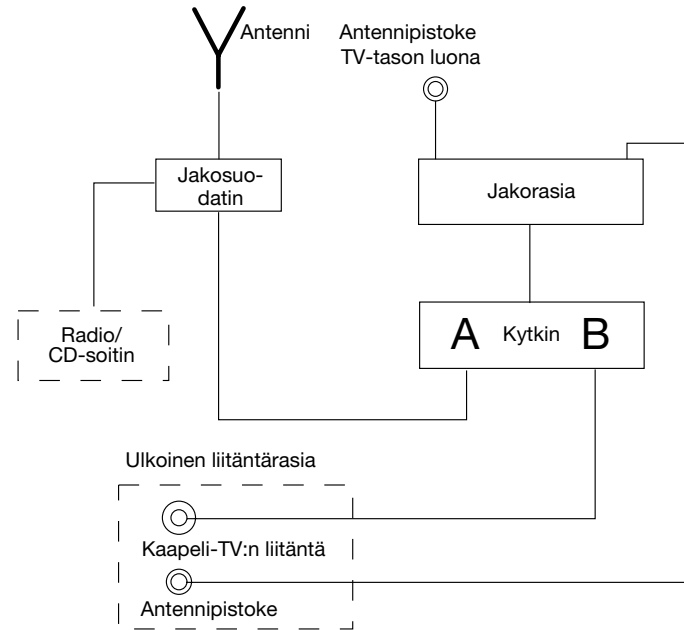 Antenni
Antennipistoke
TV-tason luona
Jakosuo-
datin
Jakorasia
Radio/
CD-soitin
A Kytkin B
Ulkoinen liitäntärasia
Kaapeli-TV:n liitäntä
Antennipistoke